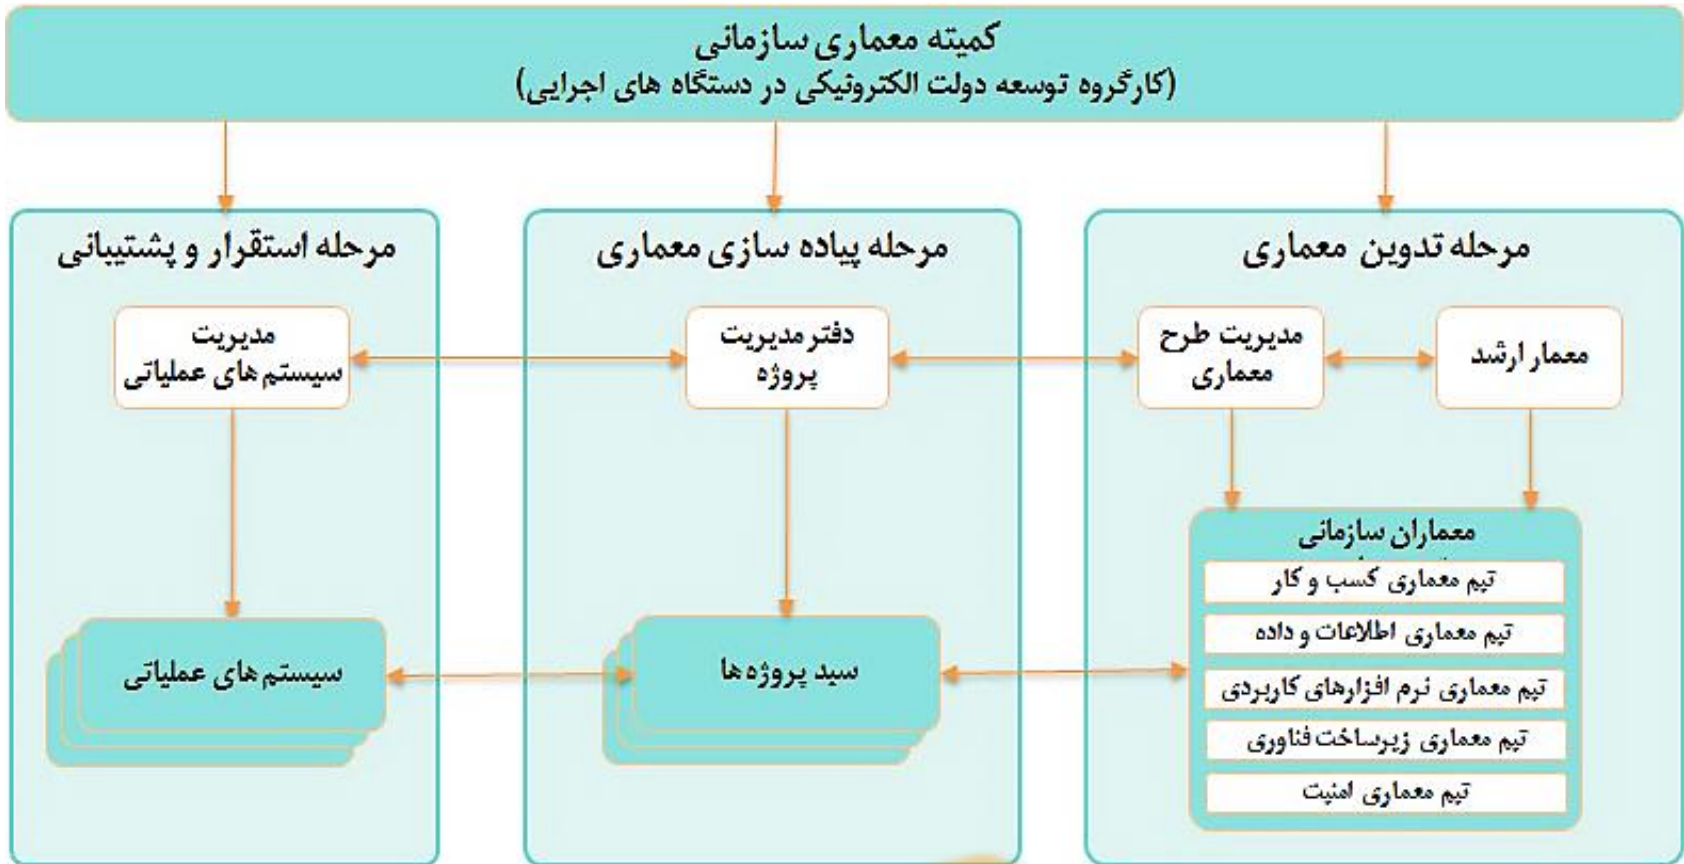 کمیته معماری سازمانی
(کارگروه توسعه دولت الکترونیکی در دستگاه های اجرایی)
مرحله تدوین معماری
معمار ارشد
مدیریت طرح
معماری
معماران سازمانی
تیم معماری کسب و کار
تیم معماری اطلاعات و داده
تیم معماری نرم افزارهای کاربردی
تیم معماری زیرساخت فناوری
تیم معماری امنیت
مرحله پیاده سازی معماری
دفتر مدیریت
پروژه
سبد پروژه ها
مرحله استقرار و پشتیبانی
مدیریت
سیستم های عملیاتی
سیستم های عملیاتی